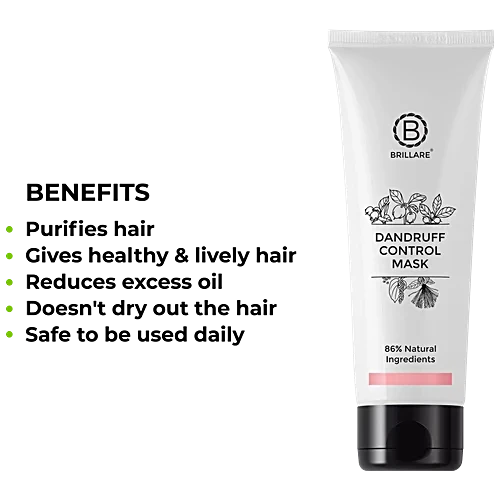 BENEFITS
Purifies hair
Gives healthy & lively hair
Reduces excess oil
Doesn't dry out the hair
Safe to be used daily
B
BRILLARE®
DANDRUFF
CONTROL
MASK
86% Natural
Ingredients